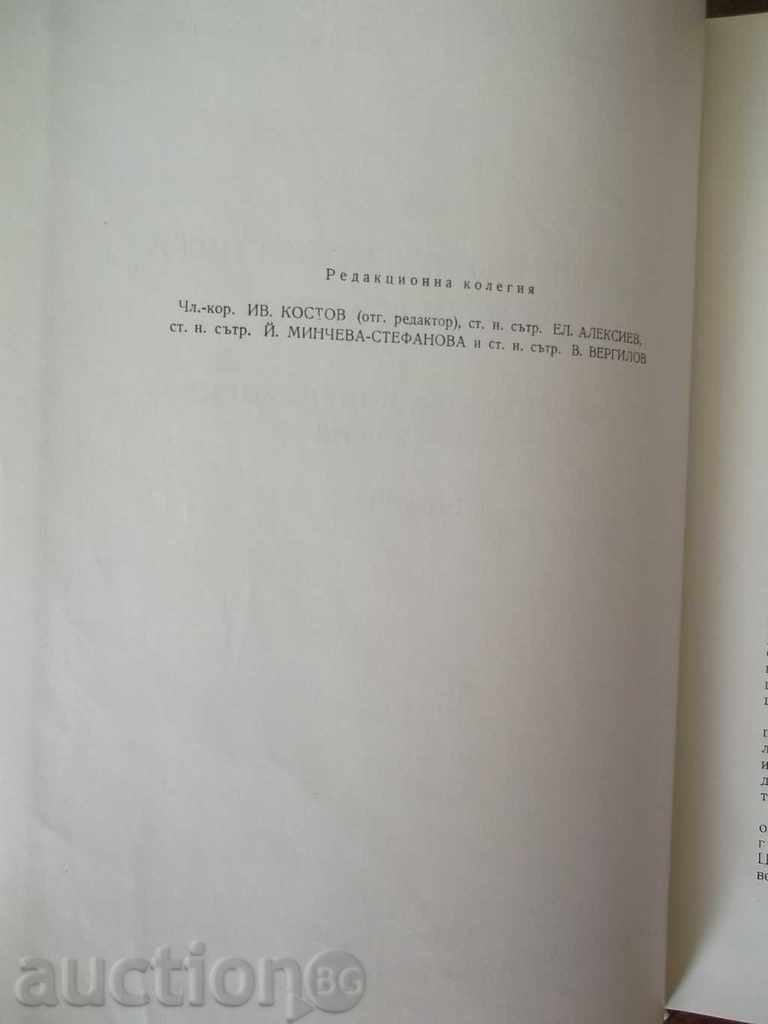 Редакционна колегия
Чл.-кор. ИВ. КОСТОВ (отг. редактор), ст. н. сътр. ЕЛ. АЛЕКСИЕВ,
ст. н. сътр. Й. МИНЧЕВА-СТЕФАНОВА и ст. н. сътр. В. ВЕРГИЛОВ
auction BG